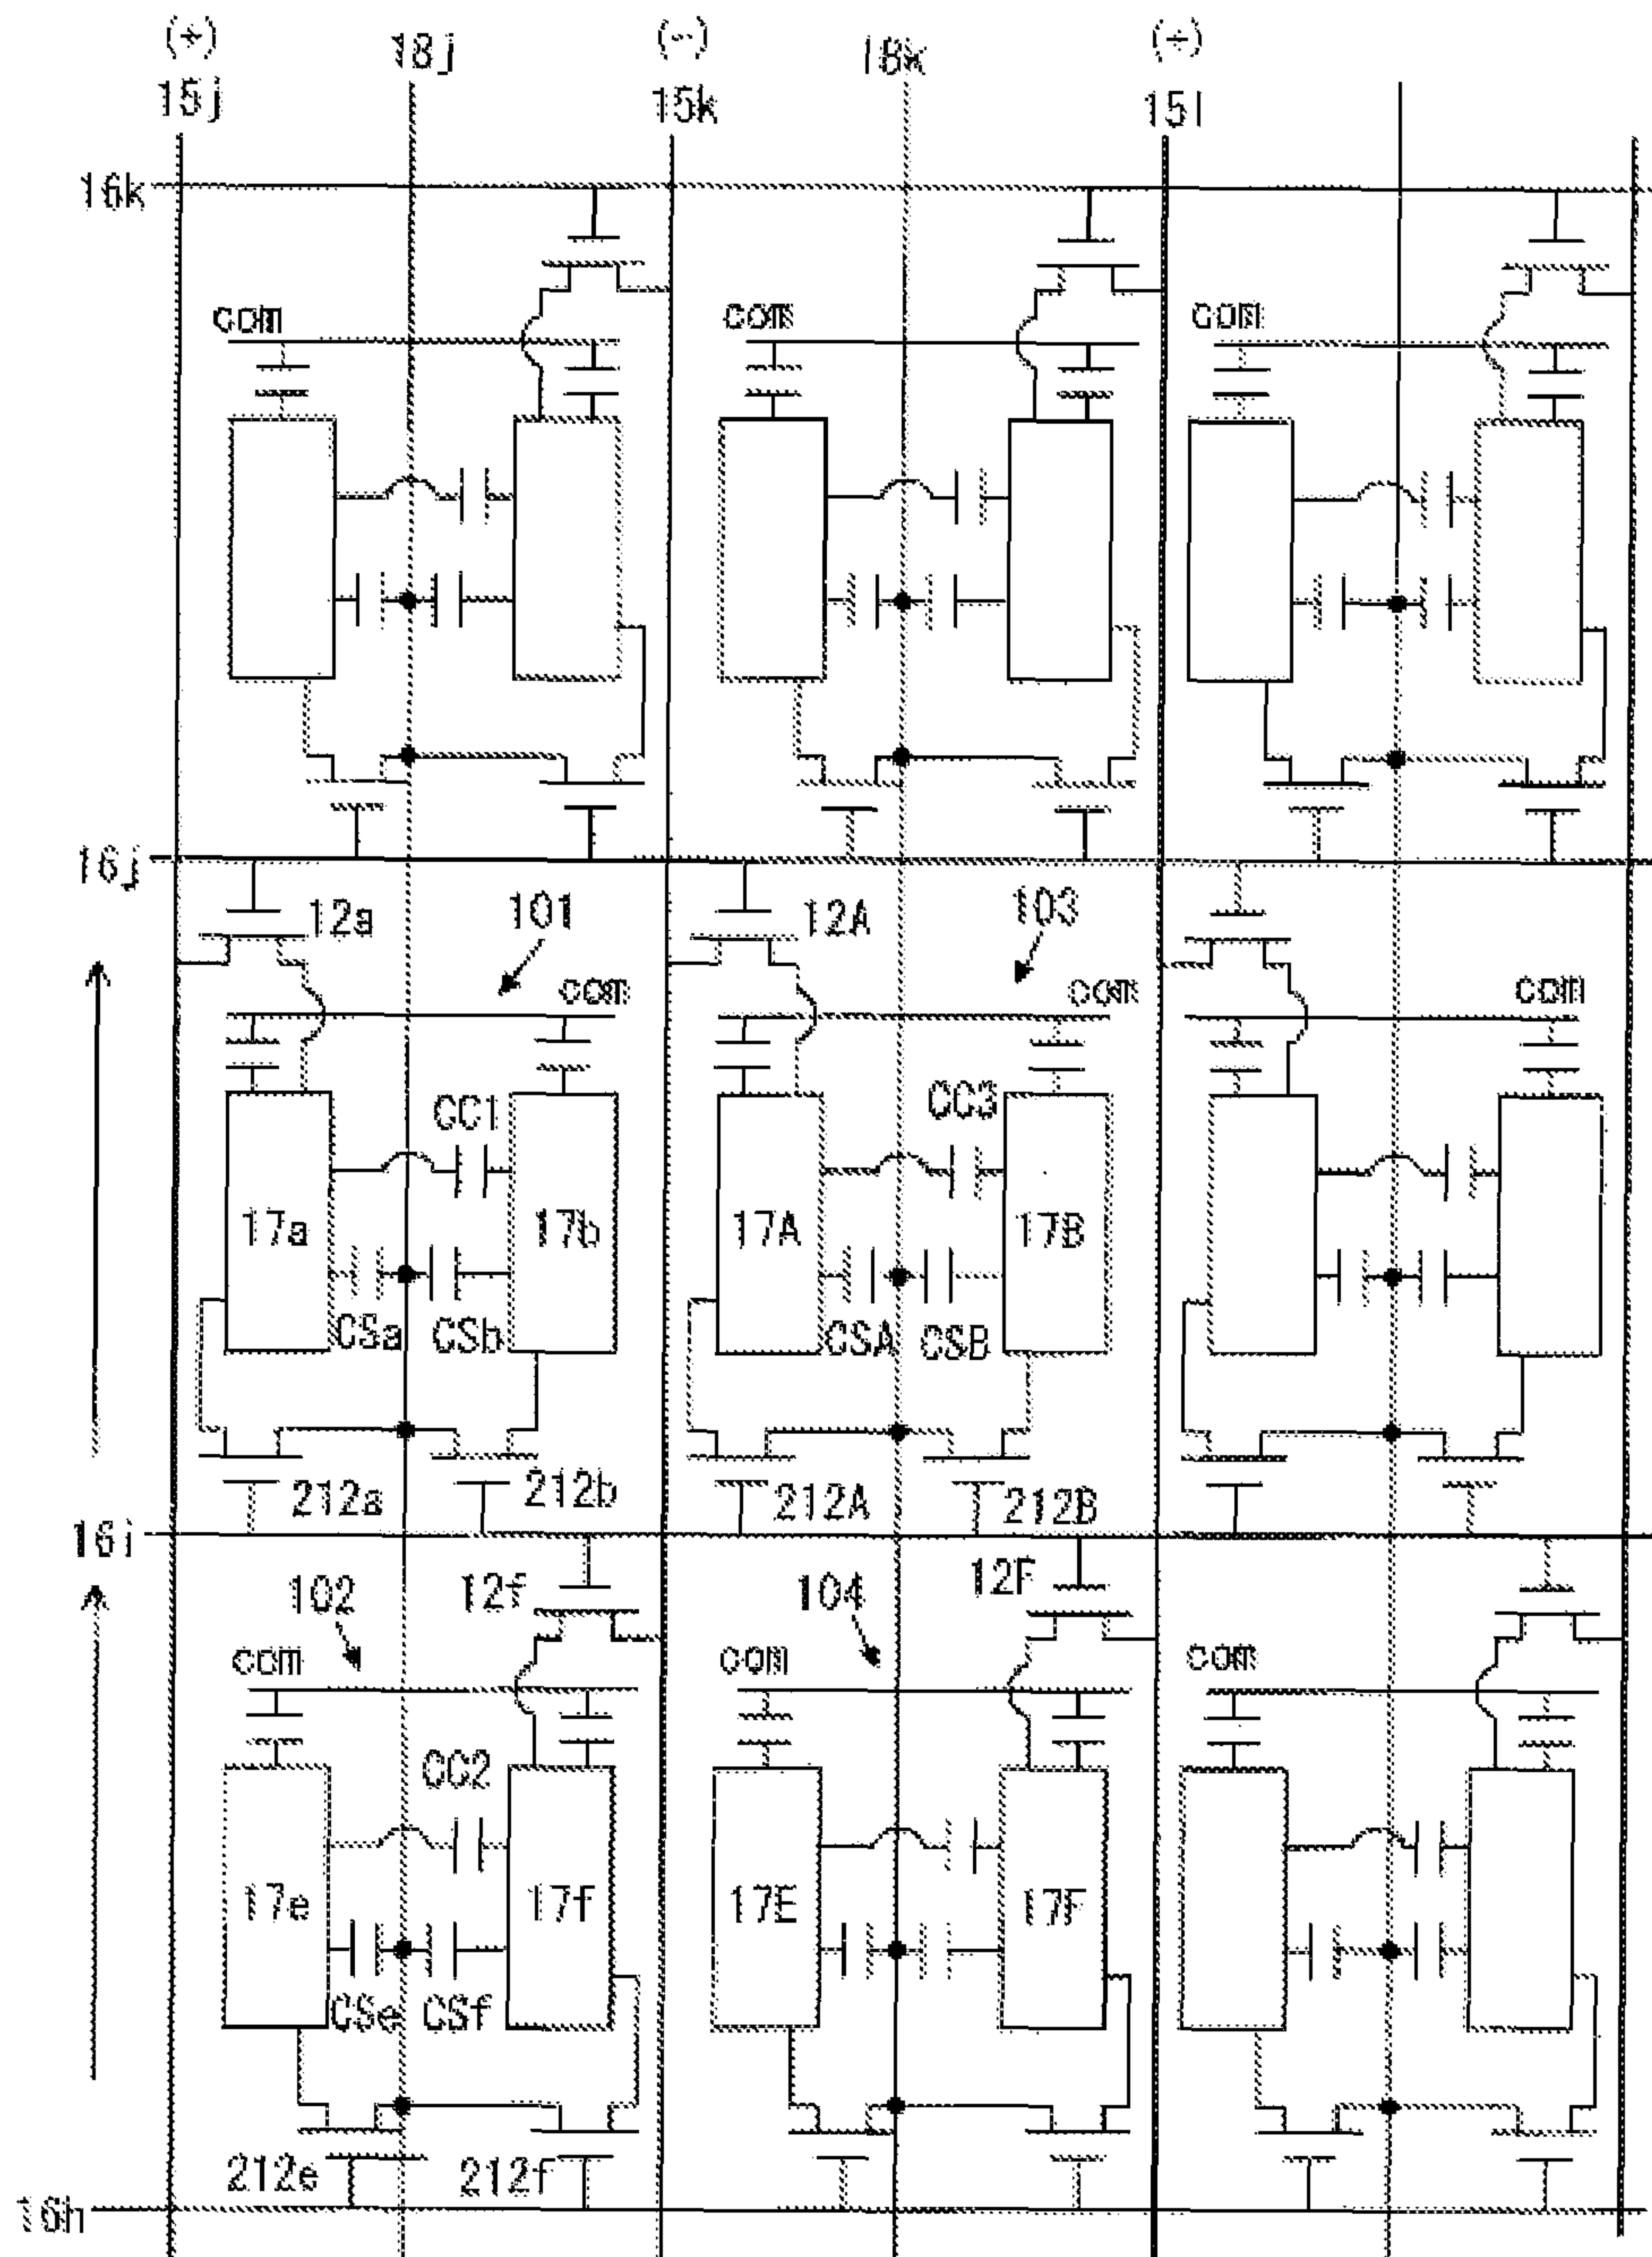 (+) 18j (-) 18k (+)
15j 15k 15l
16k
com com com
16j
12a 101 12A 103
com com com
CC1 CC3
17a 17b 17A 17B
CSa CSb CSA CSB
212a 212b 212A 212B
16i
102 12f 104 12F
com com com
CC2
17e 17f 17E 17F
CSe CSf
212e 212f
16h